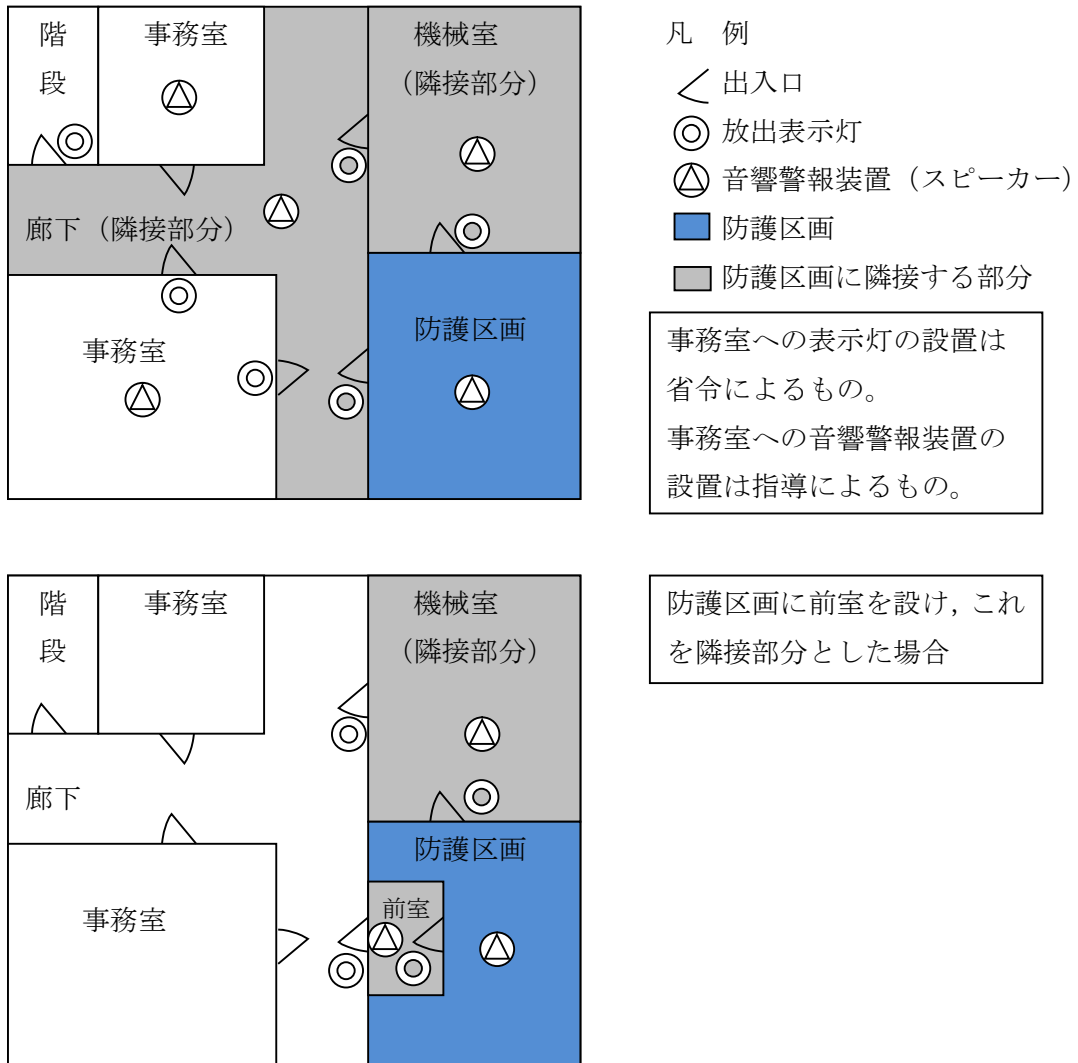 階
段
事務室
機械室
(隣接部分)
廊下(隣接部分)
事務室
防護区画
凡 例
出入口
放出表示灯
音響警報装置(スピーカー)
防護区画
防護区画に隣接する部分
事務室への表示灯の設置は
省令によるもの。
事務室への音響警報装置の
設置は指導によるもの。
階
段
事務室
機械室
(隣接部分)
廊下
防護区画
前室
事務室
防護区画に前室を設け,これ
を隣接部分とした場合